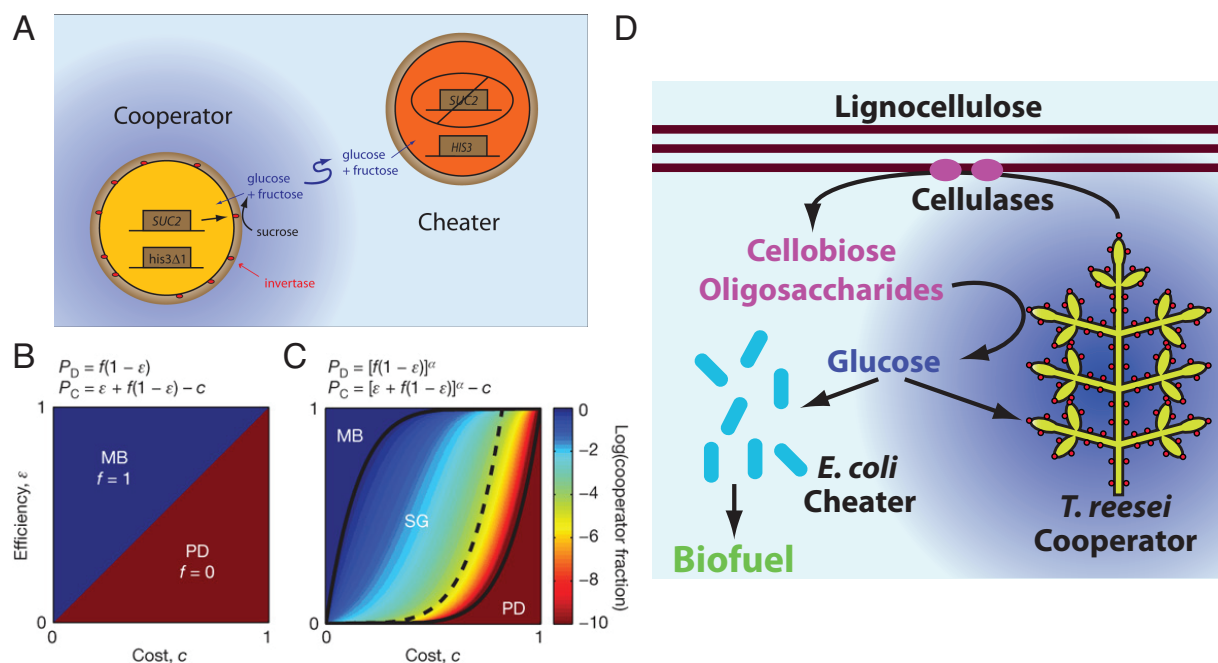 A
Cooperator
SUC2
his3Δ1
glucose
+ fructose
sucrose
invertase
glucose
+ fructose
SUC2
HIS3
Cheater
B
P_D = f(1 − ε)
P_C = ε + f(1 − ε) − c
Efficiency, ε
1
0
MB
f = 1
PD
f = 0
0
1
Cost, c
C
P_D = [f(1 − ε)]^α
P_C = [ε + f(1 − ε)]^α − c
1
0
MB
SG
PD
0
1
Cost, c
0
−2
−4
−6
−8
−10
Log(cooperator fraction)
D
Lignocellulose
Cellulases
Cellobiose
Oligosaccharides
Glucose
E. coli
Cheater
Biofuel
T. reesei
Cooperator